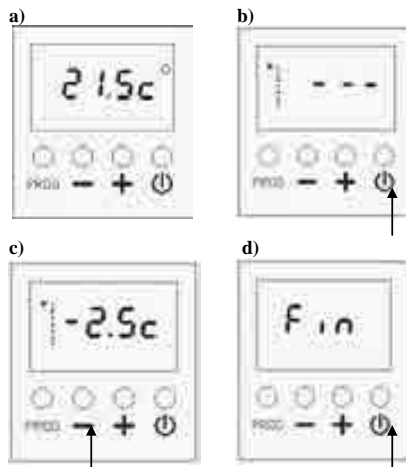 a)
21.5c°
PROG − + ⏻
b)
- - -
PROG − + ⏻
c)
-2.5c
PROG − + ⏻
d)
Fin
PROG − + ⏻